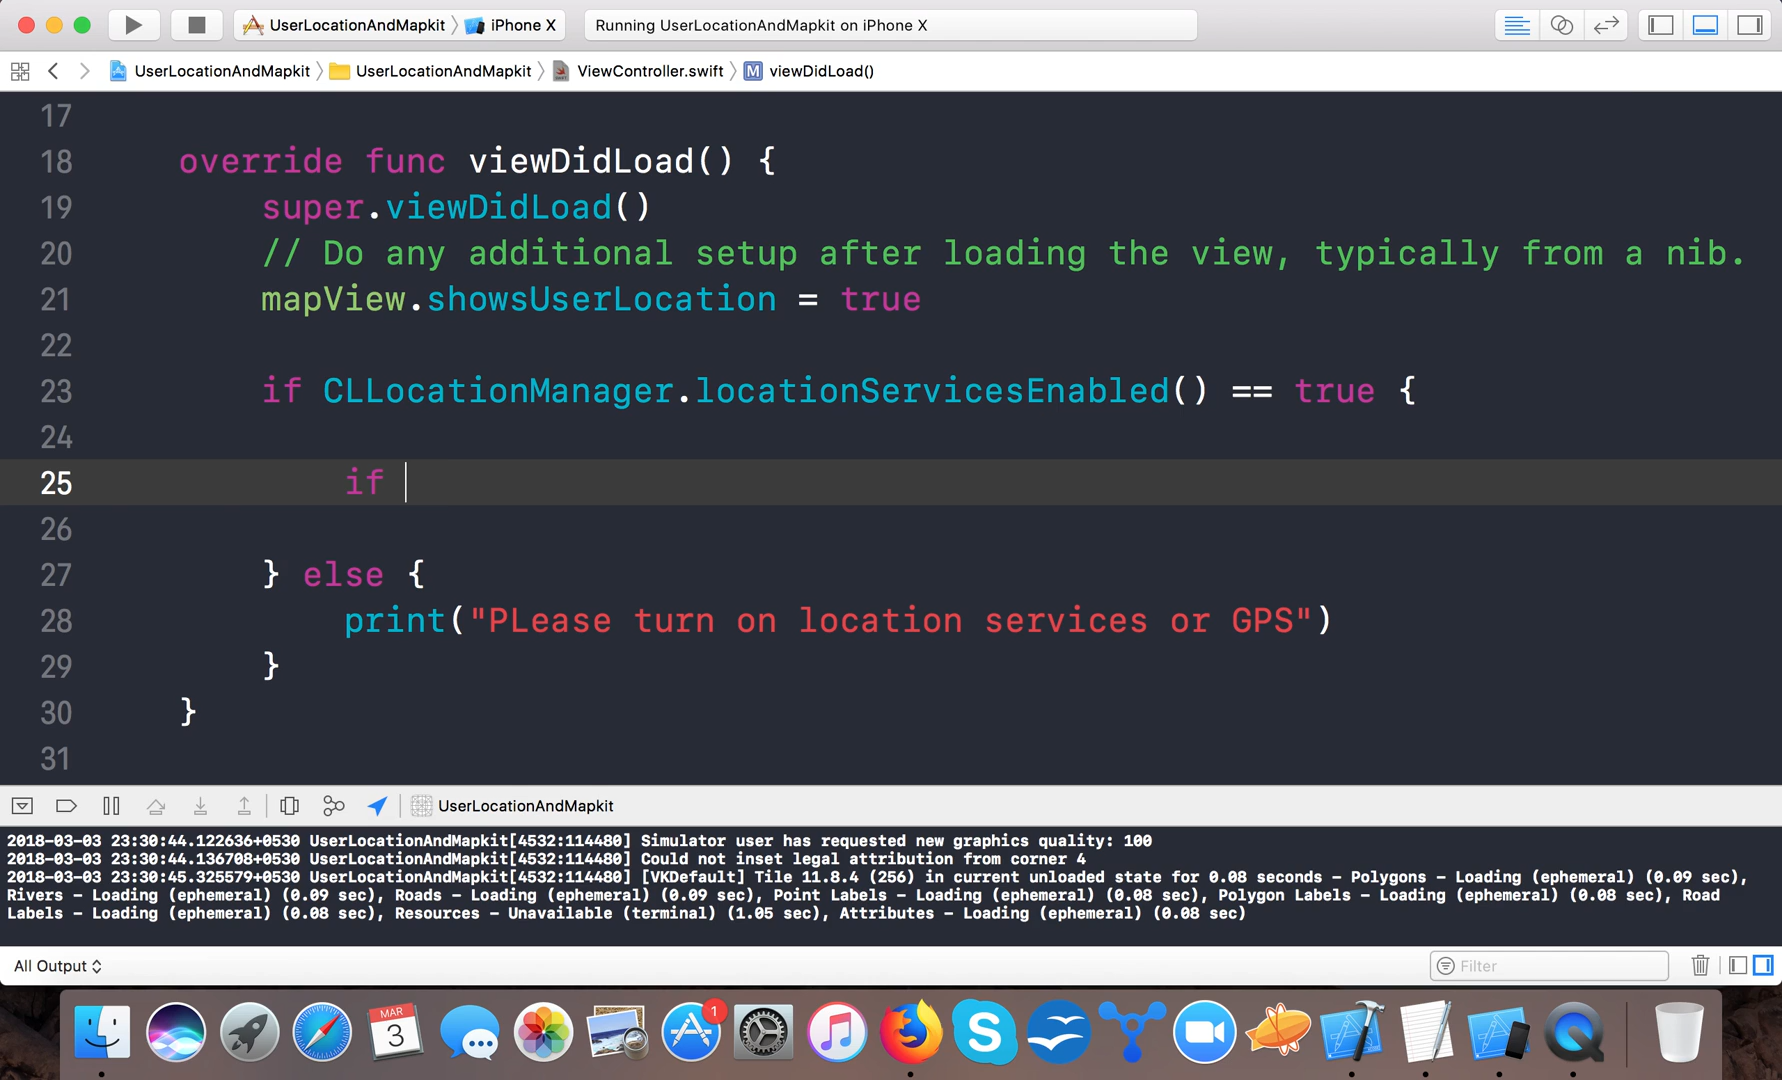 UserLocationAndMapkit iPhone X Running UserLocationAndMapkit on iPhone X
UserLocationAndMapkit UserLocationAndMapkit ViewController.swift M viewDidLoad()
17
18 override func viewDidLoad() {
19 super.viewDidLoad()
20 // Do any additional setup after loading the view, typically from a nib.
21 mapView.showsUserLocation = true
22
23 if CLLocationManager.locationServicesEnabled() == true {
24
25 if
26
27 } else {
28 print("PLease turn on location services or GPS")
29 }
30 }
31
UserLocationAndMapkit
2018-03-03 23:30:44.122636+0530 UserLocationAndMapkit[4532:114480] Simulator user has requested new graphics quality: 100
2018-03-03 23:30:44.136708+0530 UserLocationAndMapkit[4532:114480] Could not inset legal attribution from corner 4
2018-03-03 23:30:45.325579+0530 UserLocationAndMapkit[4532:114480] [VKDefault] Tile 11.8.4 (256) in current unloaded state for 0.08 seconds – Polygons – Loading (ephemeral) (0.09 sec),
Rivers – Loading (ephemeral) (0.09 sec), Roads – Loading (ephemeral) (0.09 sec), Point Labels – Loading (ephemeral) (0.08 sec), Polygon Labels – Loading (ephemeral) (0.08 sec), Road
Labels – Loading (ephemeral) (0.08 sec), Resources – Unavailable (terminal) (1.05 sec), Attributes – Loading (ephemeral) (0.08 sec)
All Output Filter
MAR
3
1
S